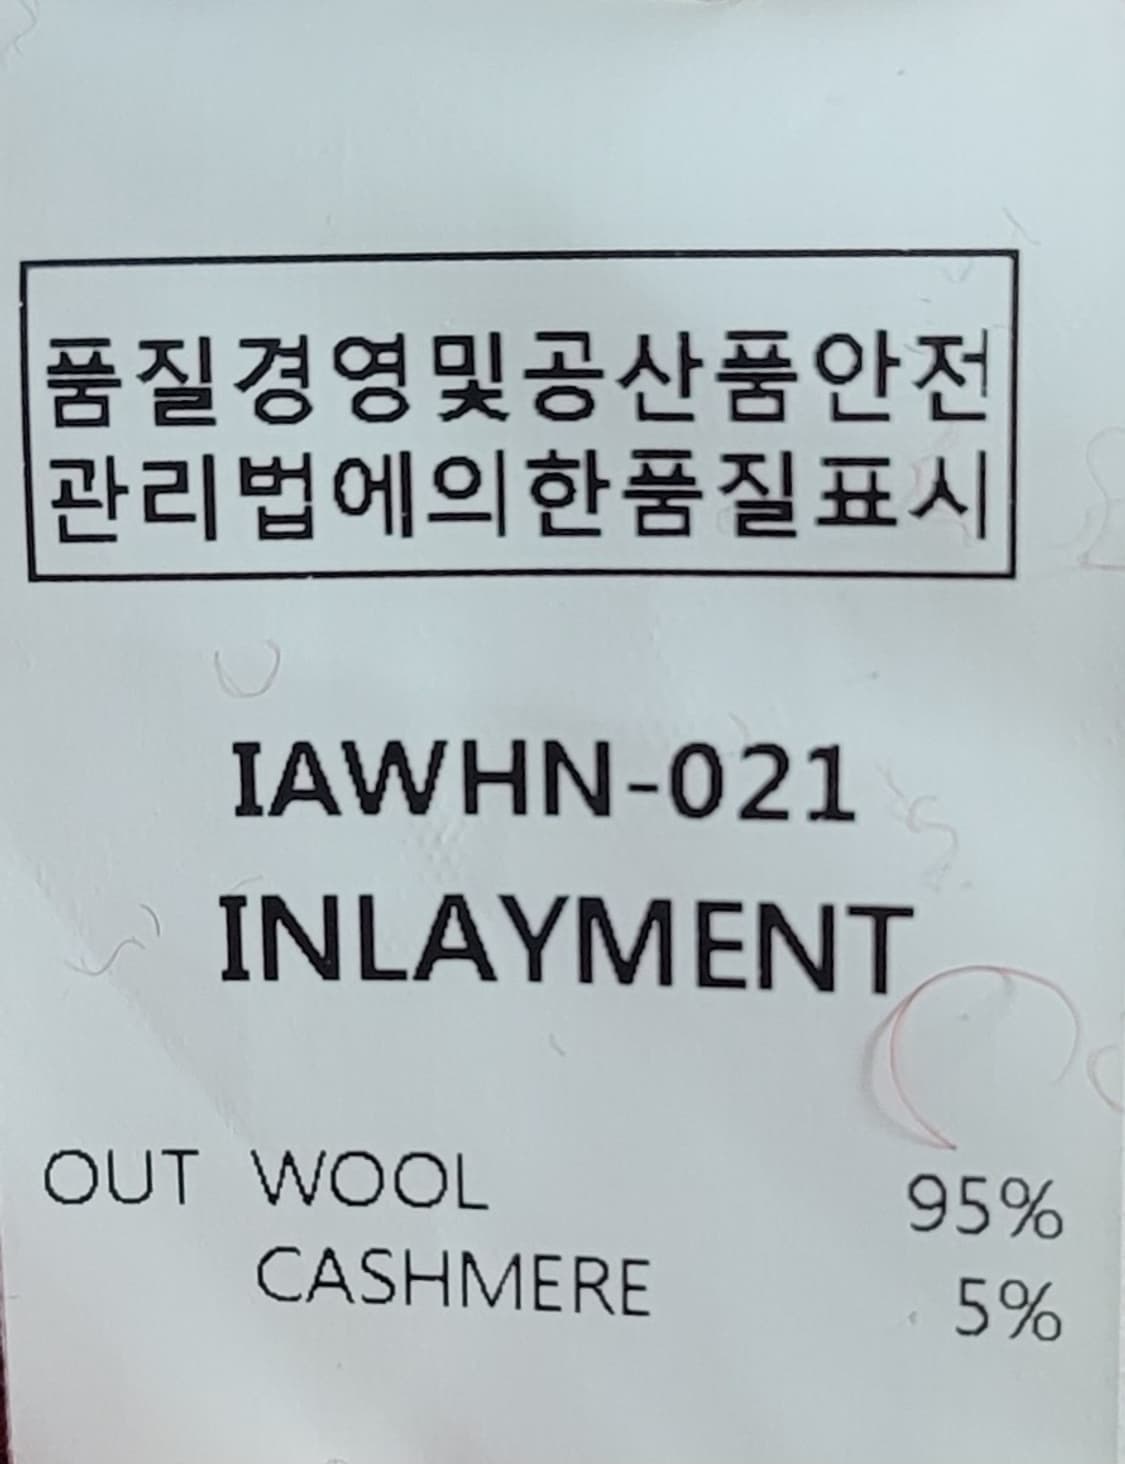 품질경영및공산품안전
관리법에의한품질표시
IAWHN-021
INLAYMENT
OUT WOOL 95%
CASHMERE 5%